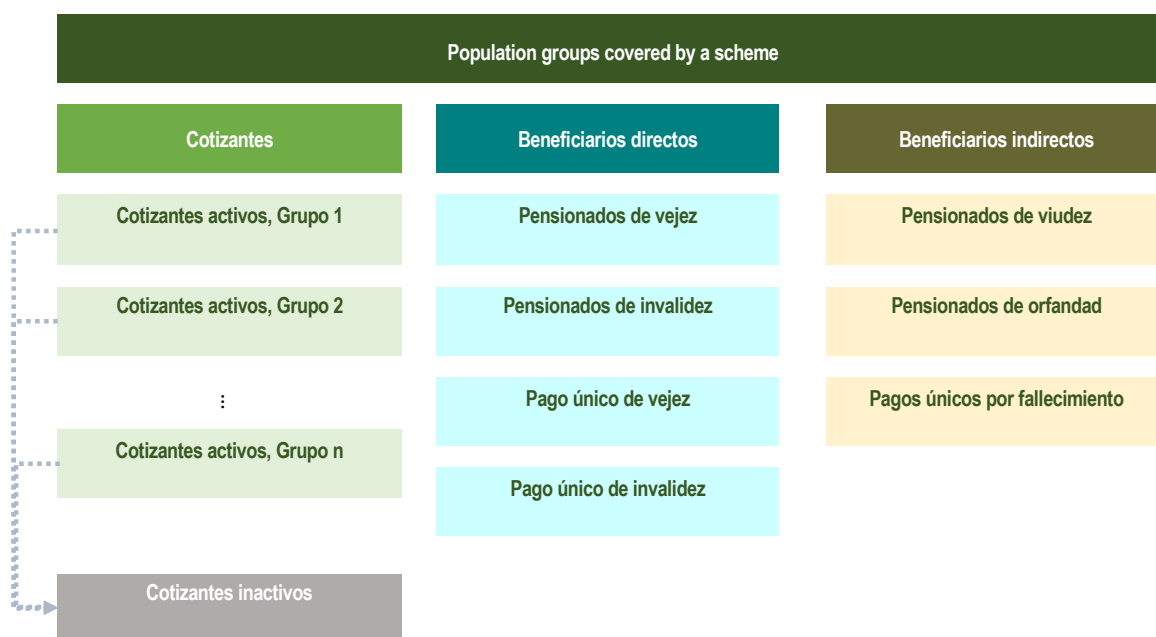 Population groups covered by a scheme
Cotizantes
Beneficiarios directos
Beneficiarios indirectos
Cotizantes activos, Grupo 1
Pensionados de vejez
Pensionados de viudez
Cotizantes activos, Grupo 2
Pensionados de invalidez
Pensionados de orfandad
⋮
Pago único de vejez
Pagos únicos por fallecimiento
Cotizantes activos, Grupo n
Pago único de invalidez
Cotizantes inactivos